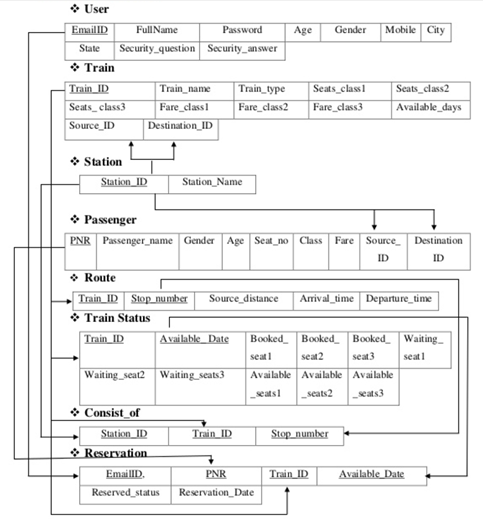 ❖ User
EmailID FullName Password Age Gender Mobile City
State Security_question Security_answer
❖ Train
Train_ID Train_name Train_type Seats_class1 Seats_class2
Seats_ class3 Fare_class1 Fare_class2 Fare_class3 Available_days
Source_ID Destination_ID
❖ Station
Station_ID Station_Name
❖ Passenger
PNR Passenger_name Gender Age Seat_no Class Fare Source_ Destination
ID ID
❖ Route
Train_ID Stop_number Source_distance Arrival_time Departure_time
❖ Train Status
Train_ID Available_Date Booked_ Booked_ Booked_ Waiting_
seat1 seat2 seat3 seat1
Waiting_seat2 Waiting_seats3 Available Available Available
_seats1 _seats2 _seats3
❖ Consist_of
Station_ID Train_ID Stop_number
❖ Reservation
EmailID, PNR Train_ID Available_Date
Reserved_status Reservation_Date